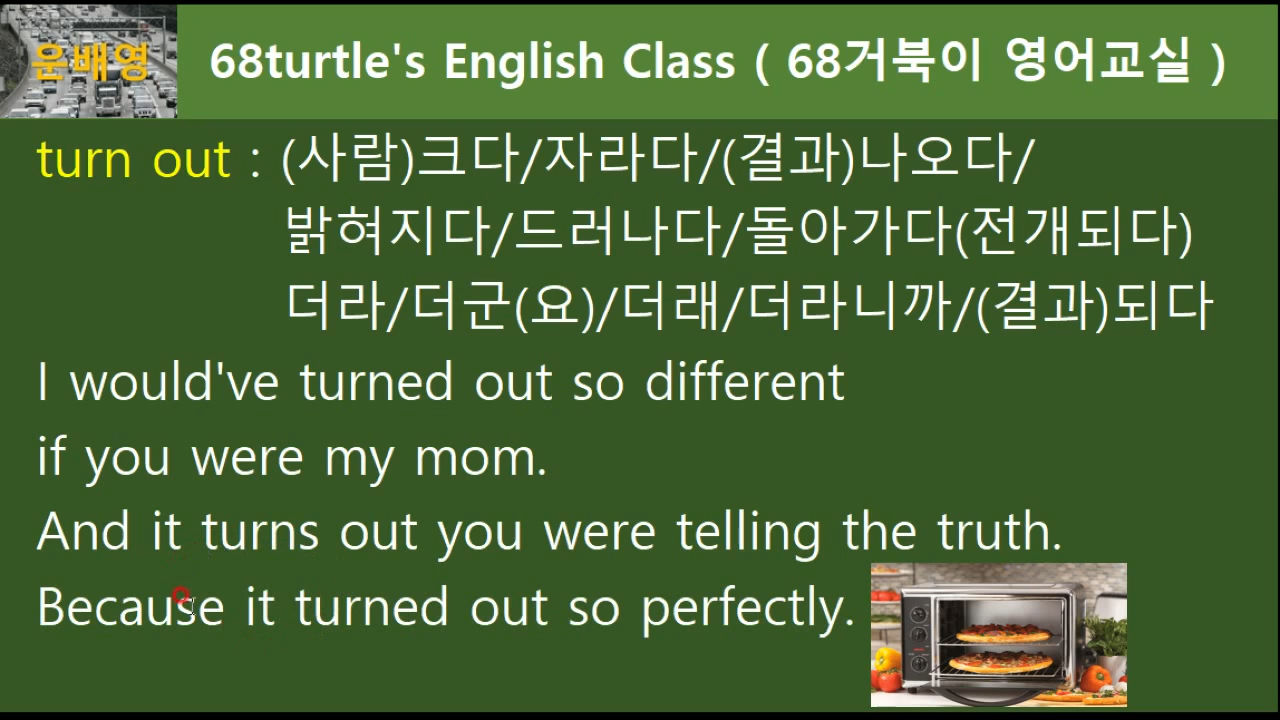 운배영
68turtle's English Class ( 68거북이 영어교실 )
turn out : (사람)크다/자라다/(결과)나오다/
밝혀지다/드러나다/돌아가다(전개되다)
더라/더군(요)/더래/더라니까/(결과)되다
I would've turned out so different
if you were my mom.
And it turns out you were telling the truth.
Because it turned out so perfectly.